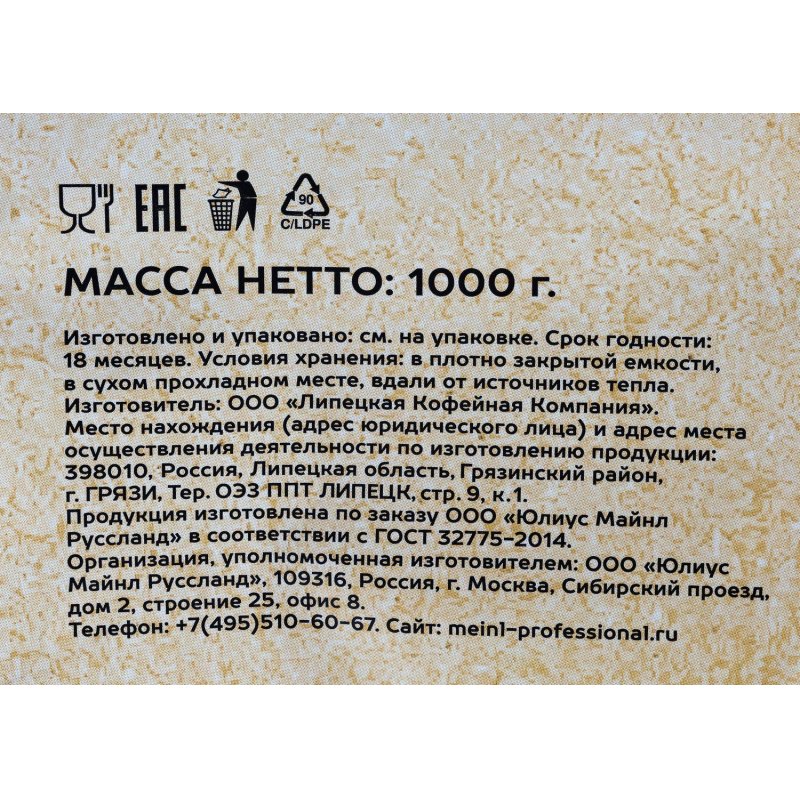 EAC
90
C/LDPE
МАССА НЕТТО: 1000 г.
Изготовлено и упаковано: см. на упаковке. Срок годности:
18 месяцев. Условия хранения: в плотно закрытой емкости,
в сухом прохладном месте, вдали от источников тепла.
Изготовитель: ООО «Липецкая Кофейная Компания».
Место нахождения (адрес юридического лица) и адрес места
осуществления деятельности по изготовлению продукции:
398010, Россия, Липецкая область, Грязинский район,
г. ГРЯЗИ, Тер. ОЭЗ ППТ ЛИПЕЦК, стр. 9, к.1.
Продукция изготовлена по заказу ООО «Юлиус Майнл
Руссланд» в соответствии с ГОСТ 32775-2014.
Организация, уполномоченная изготовителем: ООО «Юлиус
Майнл Руссланд», 109316, Россия, г. Москва, Сибирский проезд,
дом 2, строение 25, офис 8.
Телефон: +7(495)510-60-67. Сайт: meinl-professional.ru